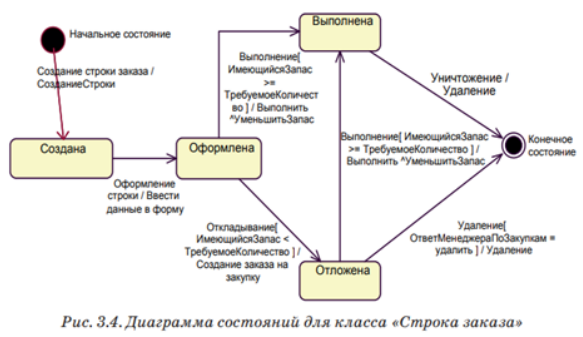 Выполнена
Начальное состояние
Выполнение[
ИмеющийсяЗапас
>=
ТребуемоеКоличест
во ] / Выполнить
^УменьшитьЗапас
Создание строки заказа /
СозданиеСтроки
Уничтожение /
Удаление
Создана
Оформлена
Выполнение[ ИмеющийсяЗапас
>= ТребуемоеКоличество ] /
Выполнить ^УменьшитьЗапас
Конечное
состояние
Оформление
строки / Ввести
данные в форму
Откладывание[
ИмеющийсяЗапас <
ТребуемоеКоличество ] /
Создание заказа на
закупку
Удаление[
ОтветМенеджераПоЗакупкам =
удалить ] / Удаление
Отложена
Рис. 3.4. Диаграмма состояний для класса «Строка заказа»